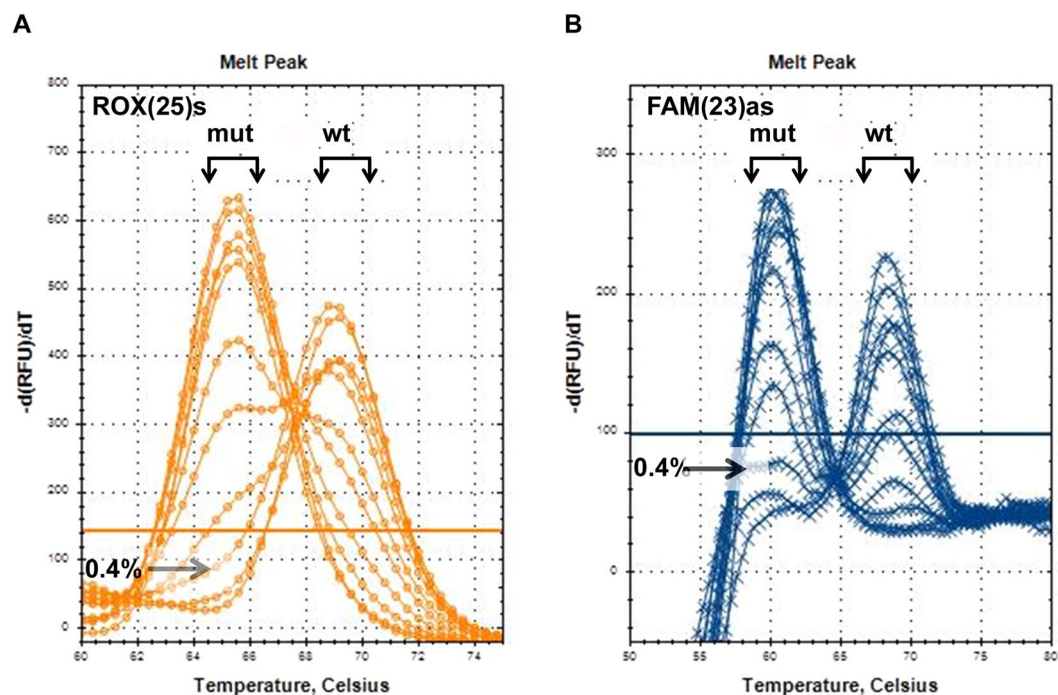 A
Melt Peak
ROX(25)s
mut
wt
800
700
600
500
400
300
200
100
0
0.4%
-d(RFU)/dT
60
62
64
66
68
70
72
74
Temperature, Celsius
B
Melt Peak
FAM(23)as
mut
wt
300
200
100
0
0.4%
-d(RFU)/dT
50
55
60
65
70
75
80
Temperature, Celsius